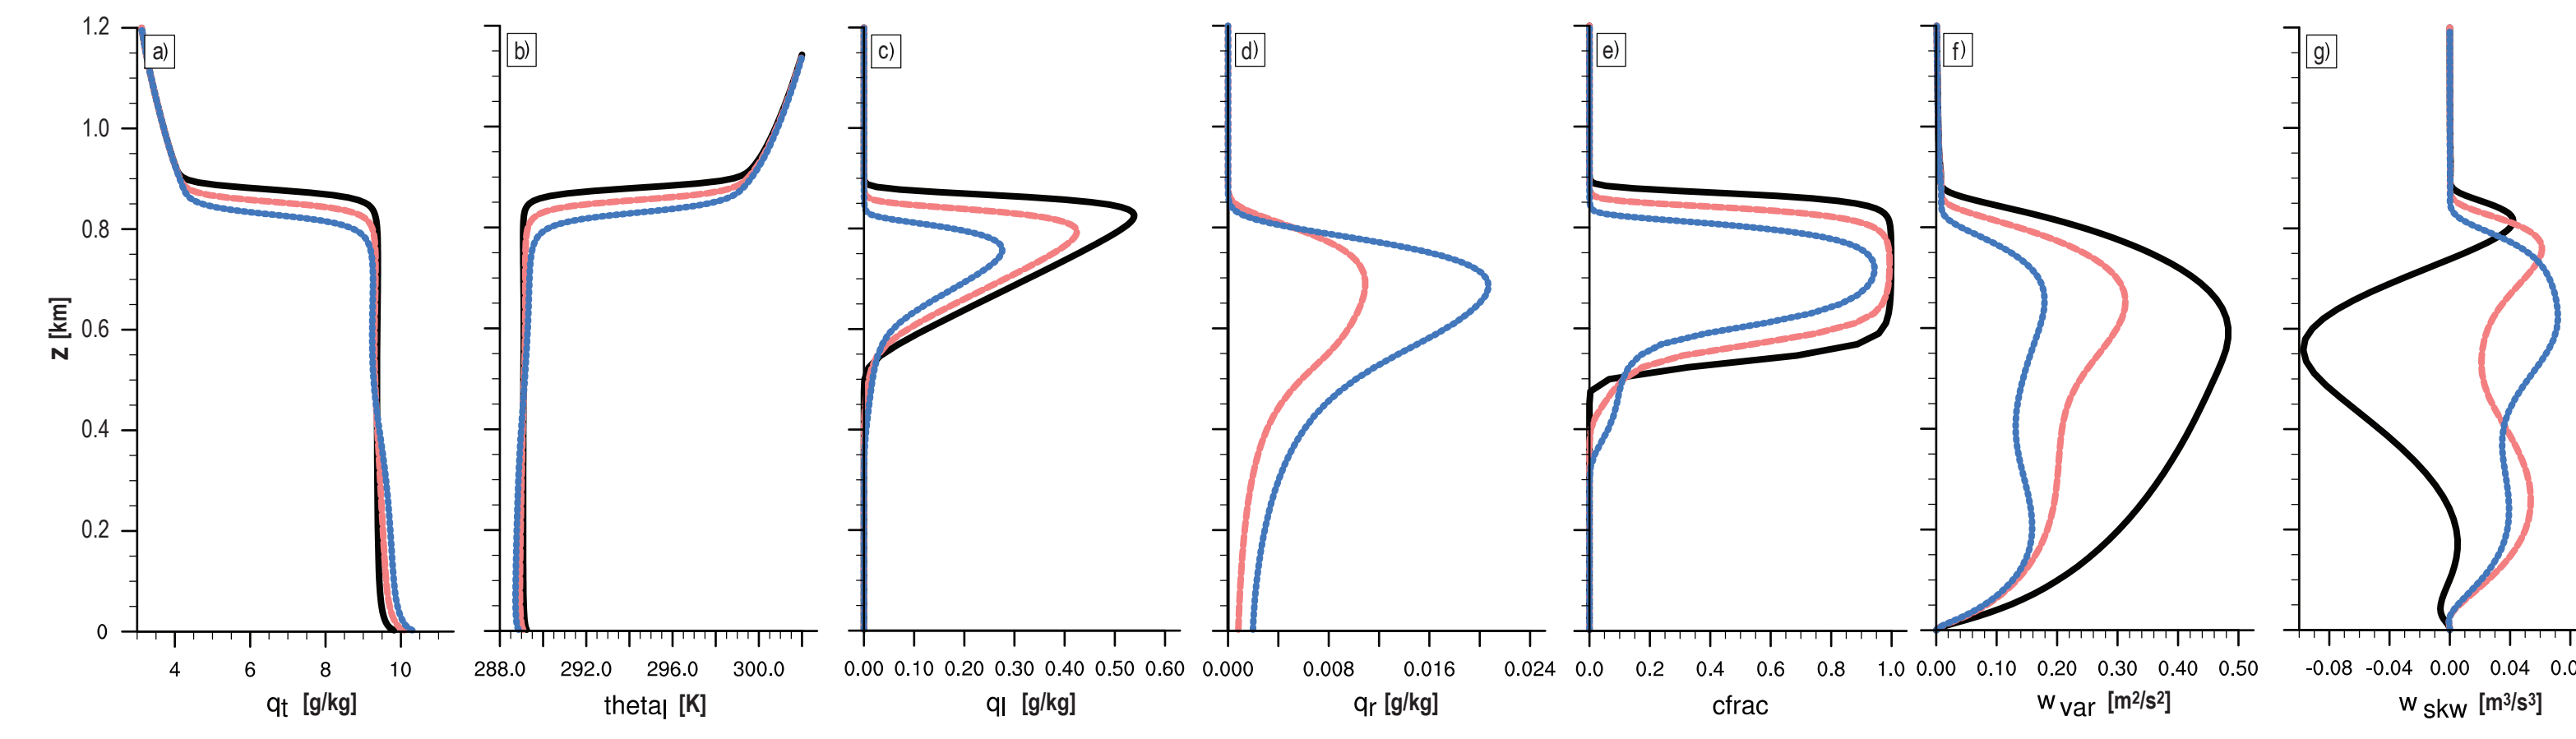 a) b) c) d) e) f) g)
1.2
1.0
0.8
0.6
0.4
0.2
0
z [km]
4 6 8 10
288.0 292.0 296.0 300.0
0.00 0.10 0.20 0.30 0.40 0.50 0.60
0.000 0.008 0.016 0.024
0.0 0.2 0.4 0.6 0.8 1.0
0.00 0.10 0.20 0.30 0.40 0.50
-0.08 -0.04 0.00 0.04
qt [g/kg]
thetal [K]
ql [g/kg]
qr [g/kg]
cfrac
w var [m²/s²]
w skw [m³/s³]